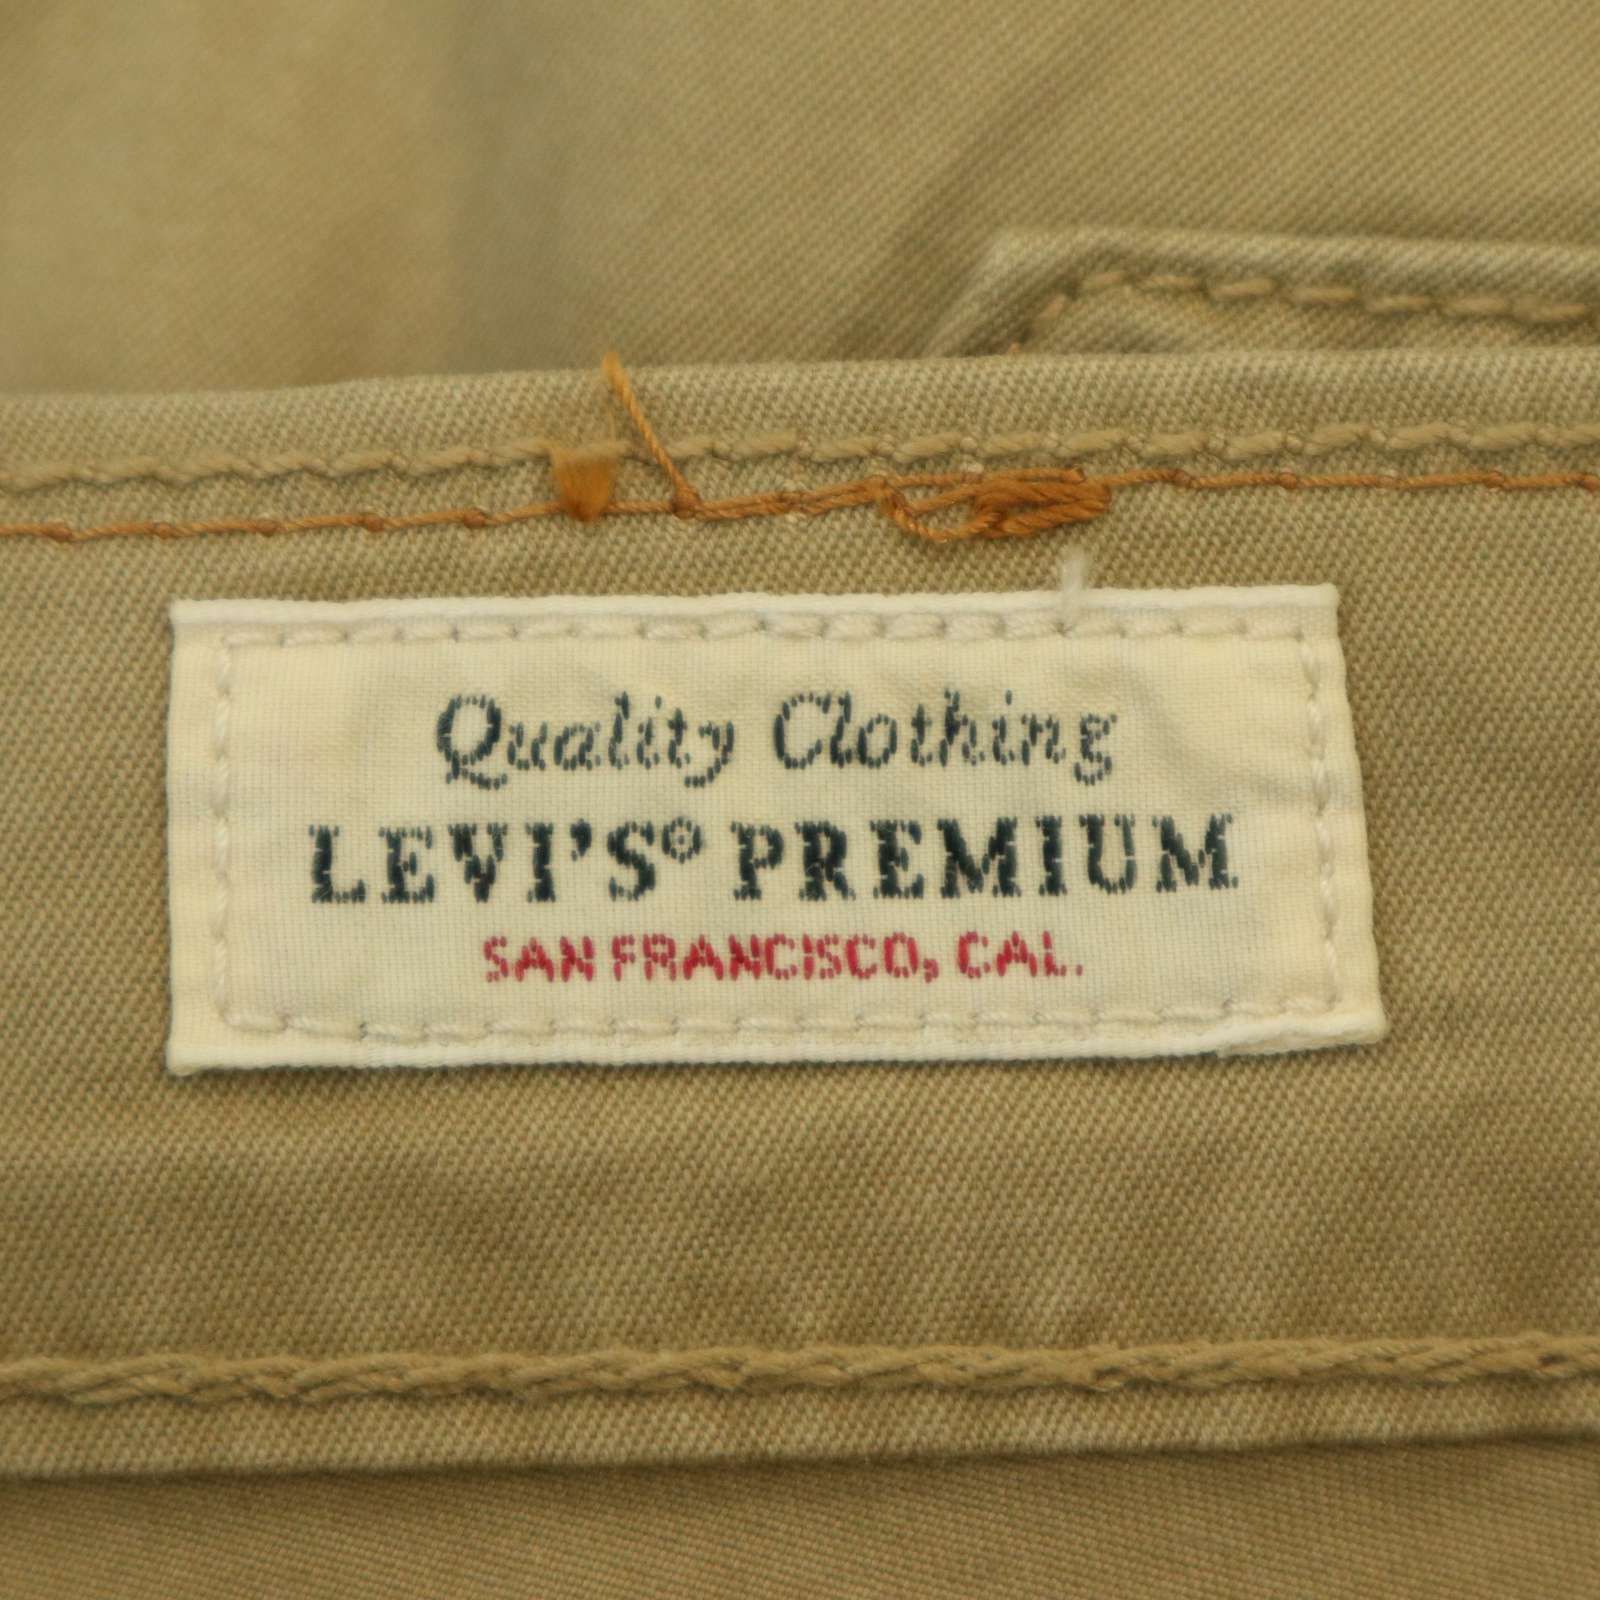 Quality Clothing
LEVI'S® PREMIUM
SAN FRANCISCO, CAL.